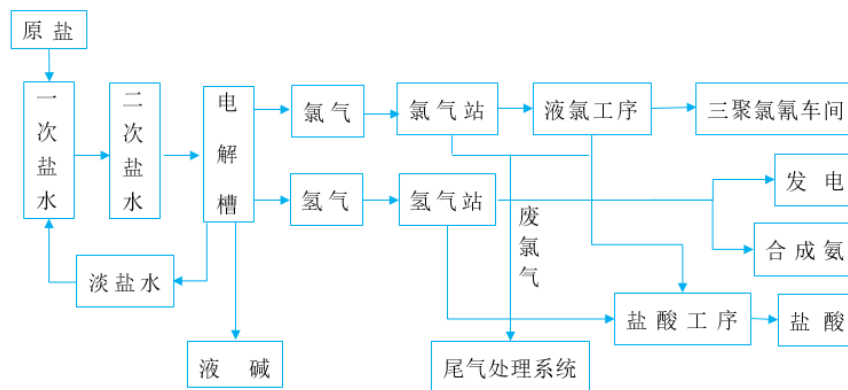 原盐
一次盐水
二次盐水
电解槽
氯气
氯气站
液氯工序
三聚氯氰车间
氢气
氢气站
废氯气
发电
合成氨
淡盐水
盐酸工序
盐酸
液碱
尾气处理系统